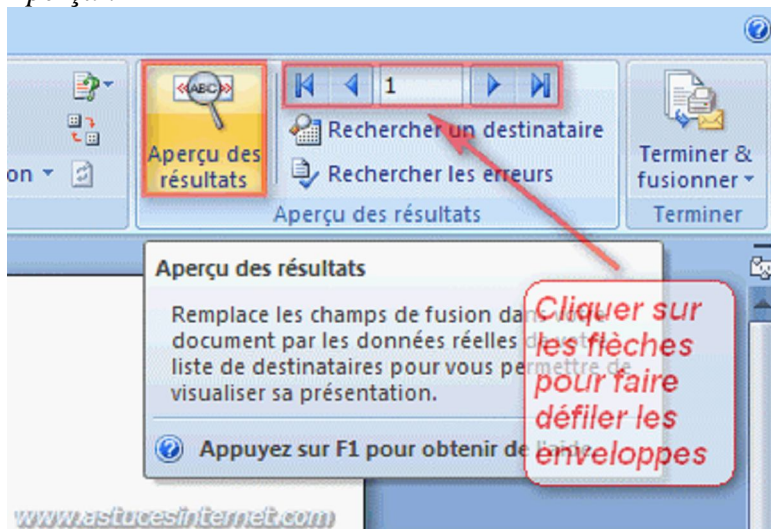 «ABC»
1
Rechercher un destinataire
Aperçu des
résultats
Rechercher les erreurs
Aperçu des résultats
on
Terminer &
fusionner
Terminer
Aperçu des résultats
Remplace les champs de fusion dans votre
document par les données réelles de votre
liste de destinataires pour vous permettre de
visualiser sa présentation.
Appuyez sur F1 pour obtenir de l'aide.
Cliquer sur
les flèches
pour faire
défiler les
enveloppes
www.astucesinternet.com